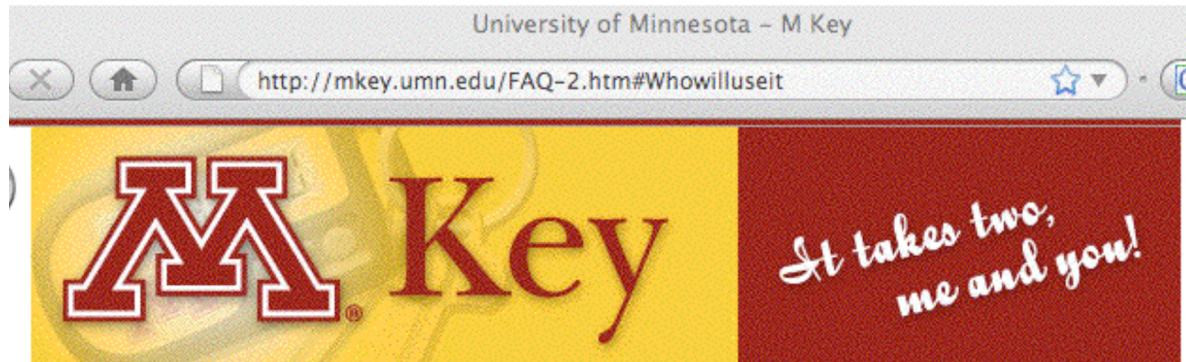 University of Minnesota – M Key
http://mkey.umn.edu/FAQ-2.htm#Whowilluseit
M® Key
It takes two,
me and you!